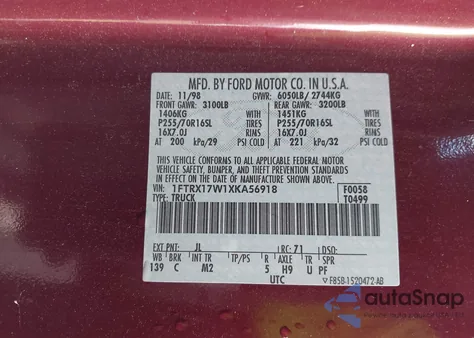 MFD. BY FORD MOTOR CO. IN U.S.A.
DATE: 11/98 GVWR: 6050LB/ 2744KG
FRONT GAWR: 3100LB REAR GAWR: 3200LB
1406KG WITH 1451KG WITH
P255/70R16SL TIRES P255/70R16SL TIRES
16X7.0J RIMS 16X7.0J RIMS
AT 200 kPa/29 PSI COLD AT 221 kPa/32 PSI COLD
THIS VEHICLE CONFORMS TO ALL APPLICABLE FEDERAL MOTOR
VEHICLE SAFETY STANDARDS IN EFFECT ON THE DATE OF
MANUFACTURE SHOWN ABOVE.
VIN: 1FTRX17W1XKA56918 F0058
TYPE: TRUCK T0499
EXT PNT: JL RC: 71 DSO:
WB BRK INT TR TP/PS R AXLE TR SPR
139 C M2 5 H9 U PF
UTC F85B-1520472-AB
autoSnap